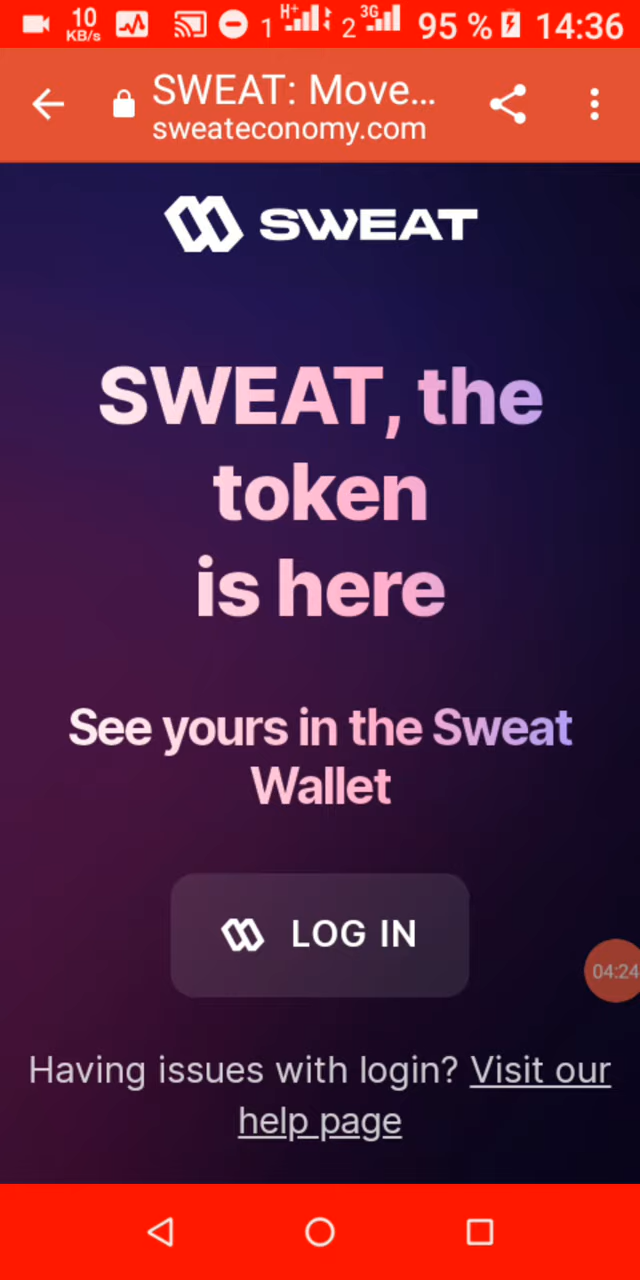 10 KB/s 1 H+ 2 3G 95 % 14:36
SWEAT: Move...
sweateconomy.com
SWEAT
SWEAT, the
token
is here
See yours in the Sweat
Wallet
LOG IN
04:24
Having issues with login? Visit our
help page